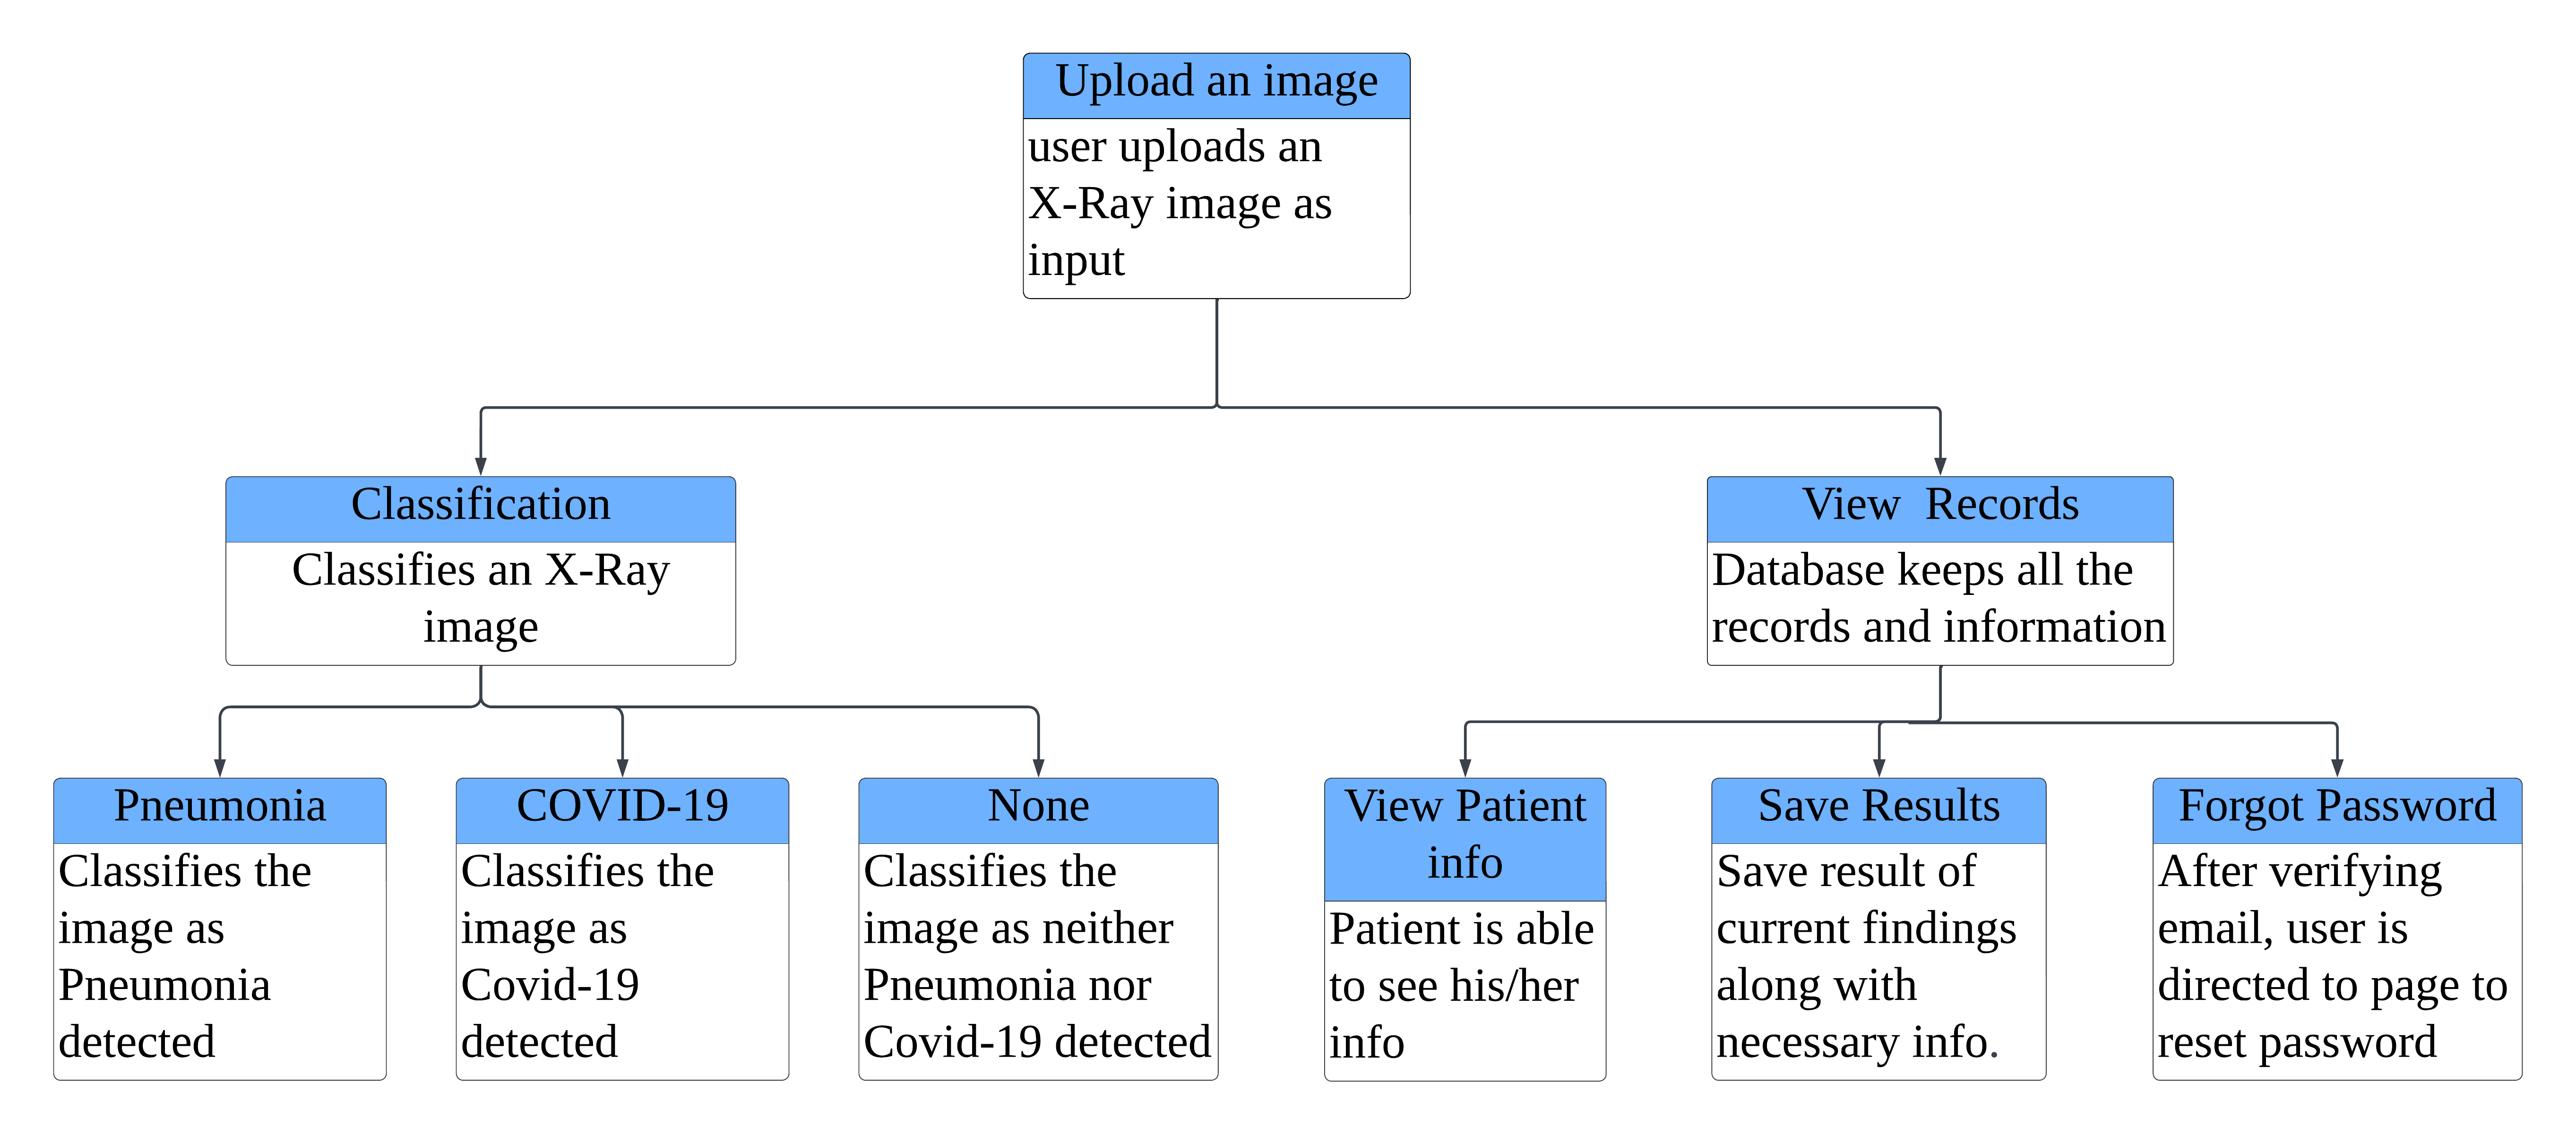 Upload an image
user uploads an
X-Ray image as
input
Classification
Classifies an X-Ray
image
View  Records
Database keeps all the
records and information
Pneumonia
Classifies the
image as
Pneumonia
detected
COVID-19
Classifies the
image as
Covid-19
detected
None
Classifies the
image as neither
Pneumonia nor
Covid-19 detected
View Patient
info
Patient is able
to see his/her
info
Save Results
Save result of
current findings
along with
necessary info.
Forgot Password
After verifying
email, user is
directed to page to
reset password